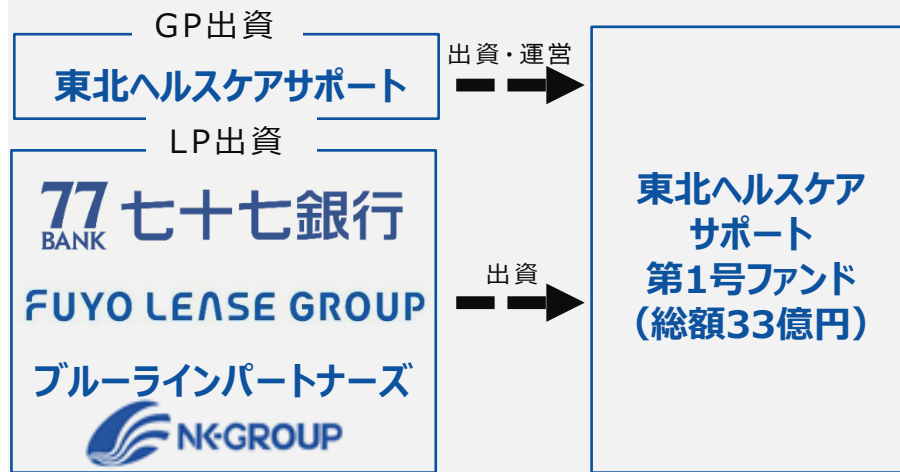 GP出資
東北ヘルスケアサポート
出資・運営
LP出資
77 BANK 七十七銀行
FUYO LEASE GROUP
ブルーラインパートナーズ
NK-GROUP
出資
東北ヘルスケア
サポート
第1号ファンド
（総額33億円）